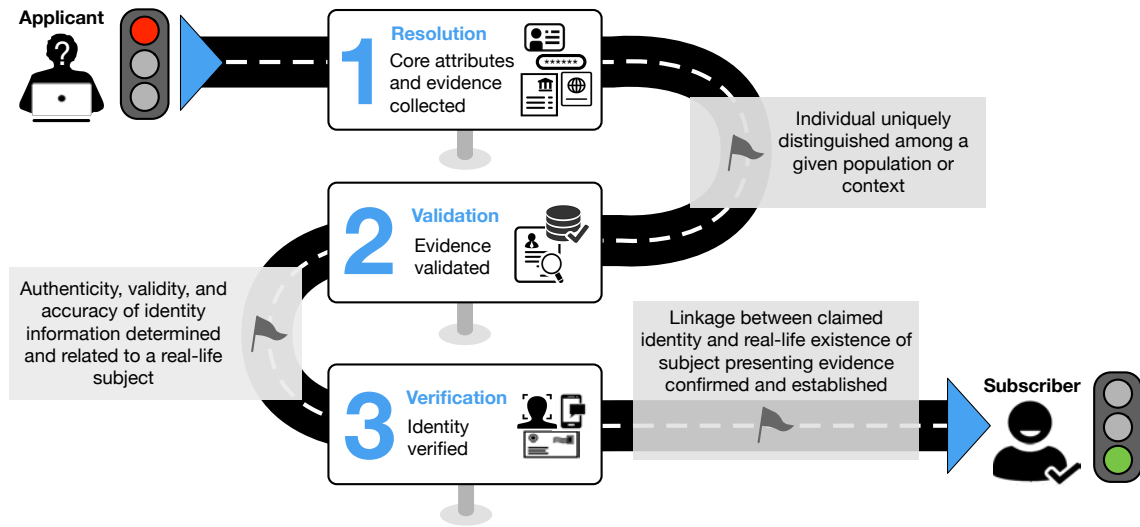 Applicant
?
1
Resolution
Core attributes
and evidence
collected
******
Individual uniquely
distinguished among a
given population or
context
2
Validation
Evidence
validated
Authenticity, validity, and
accuracy of identity
information determined
and related to a real-life
subject
3
Verification
Identity
verified
Linkage between claimed
identity and real-life existence of
subject presenting evidence
confirmed and established
Subscriber